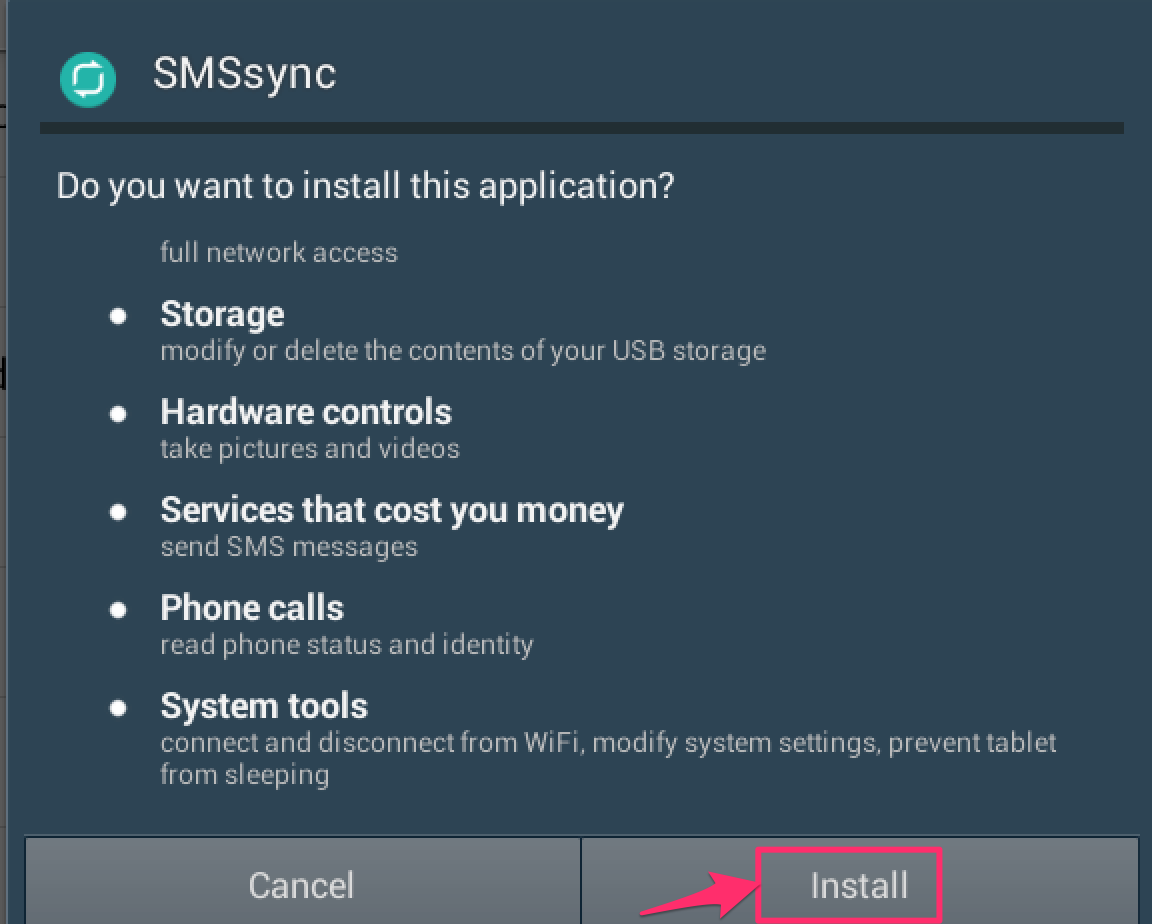 SMSsync
Do you want to install this application?
full network access
Storage
modify or delete the contents of your USB storage
Hardware controls
take pictures and videos
Services that cost you money
send SMS messages
Phone calls
read phone status and identity
System tools
connect and disconnect from WiFi, modify system settings, prevent tablet
from sleeping
Cancel
Install